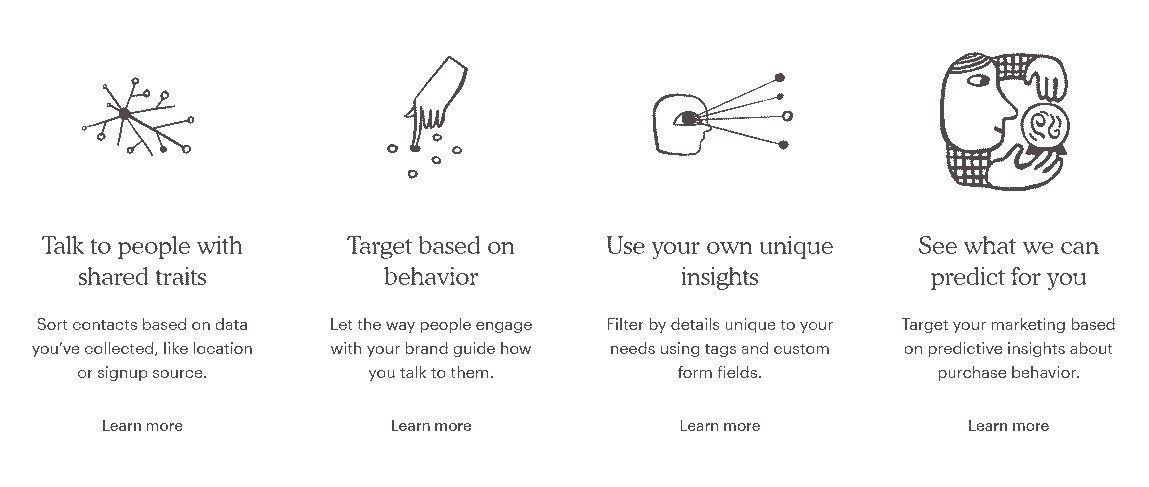 Talk to people with
shared traits
Sort contacts based on data
you've collected, like location
or signup source.
Learn more
Target based on
behavior
Let the way people engage
with your brand guide how
you talk to them.
Learn more
Use your own unique
insights
Filter by details unique to your
needs using tags and custom
form fields.
Learn more
See what we can
predict for you
Target your marketing based
on predictive insights about
purchase behavior.
Learn more